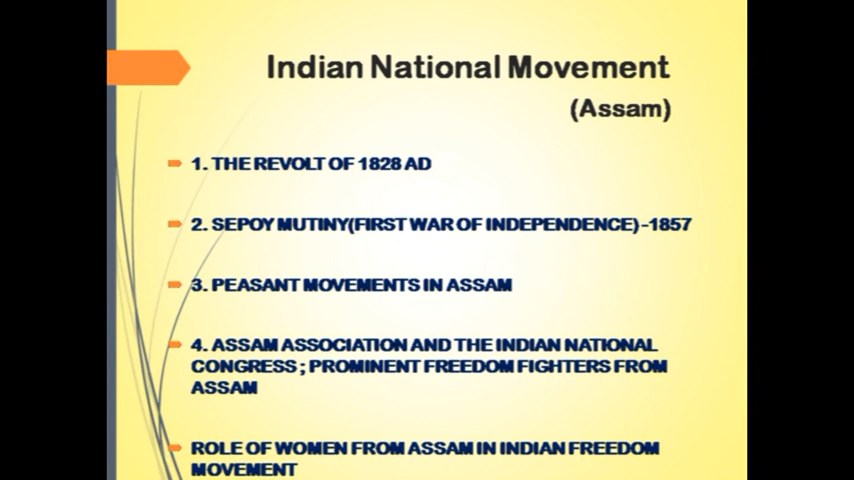 Indian National Movement
(Assam)
1. THE REVOLT OF 1828 AD
2. SEPOY MUTINY(FIRST WAR OF INDEPENDENCE) -1857
3. PEASANT MOVEMENTS IN ASSAM
4. ASSAM ASSOCIATION AND THE INDIAN NATIONAL
CONGRESS ; PROMINENT FREEDOM FIGHTERS FROM
ASSAM
ROLE OF WOMEN FROM ASSAM IN INDIAN FREEDOM
MOVEMENT